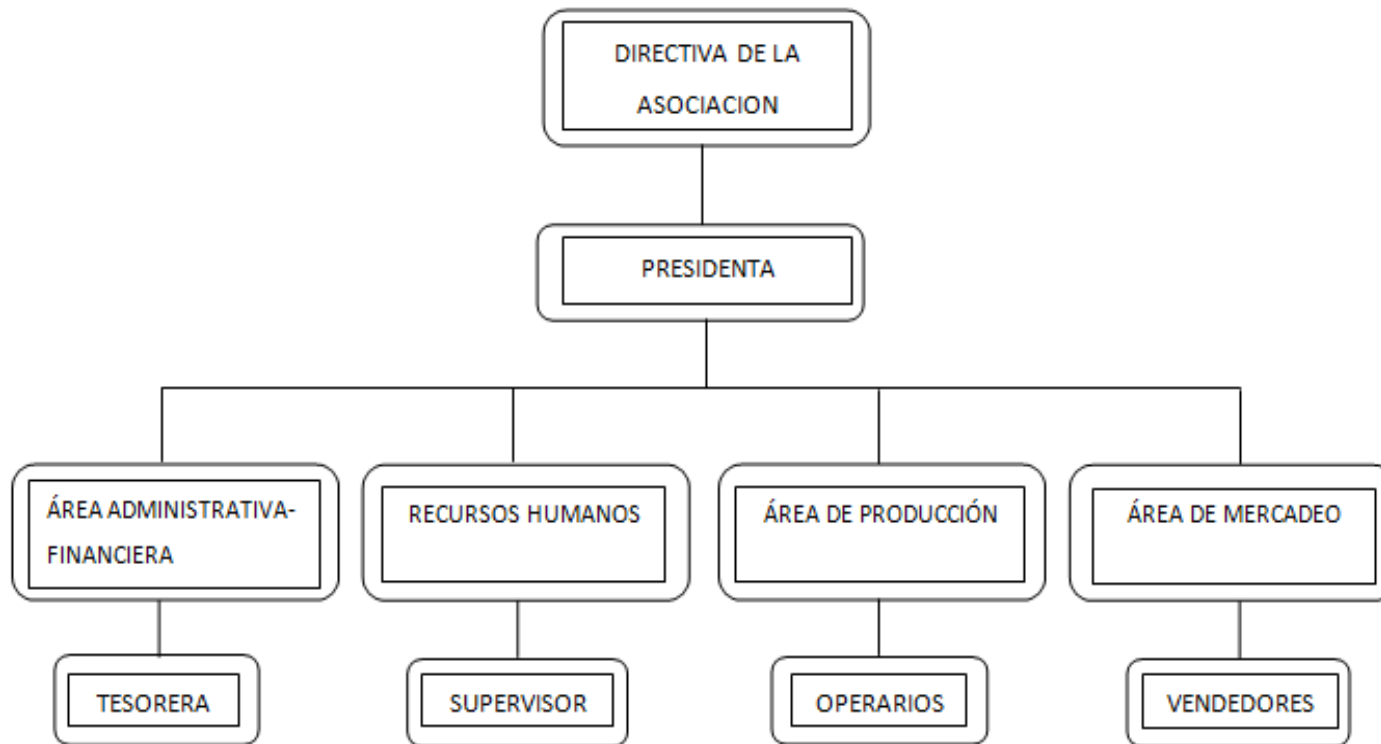 DIRECTIVA DE LA
ASOCIACION
PRESIDENTA
ÁREA ADMINISTRATIVA-
FINANCIERA
RECURSOS HUMANOS
ÁREA DE PRODUCCIÓN
ÁREA DE MERCADEO
TESORERA
SUPERVISOR
OPERARIOS
VENDEDORES